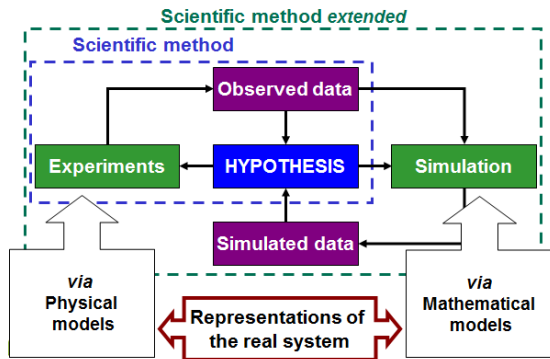 Scientific method extended
Scientific method
Observed data
Experiments
HYPOTHESIS
Simulation
Simulated data
via
Physical
models
Representations of
the real system
via
Mathematical
models